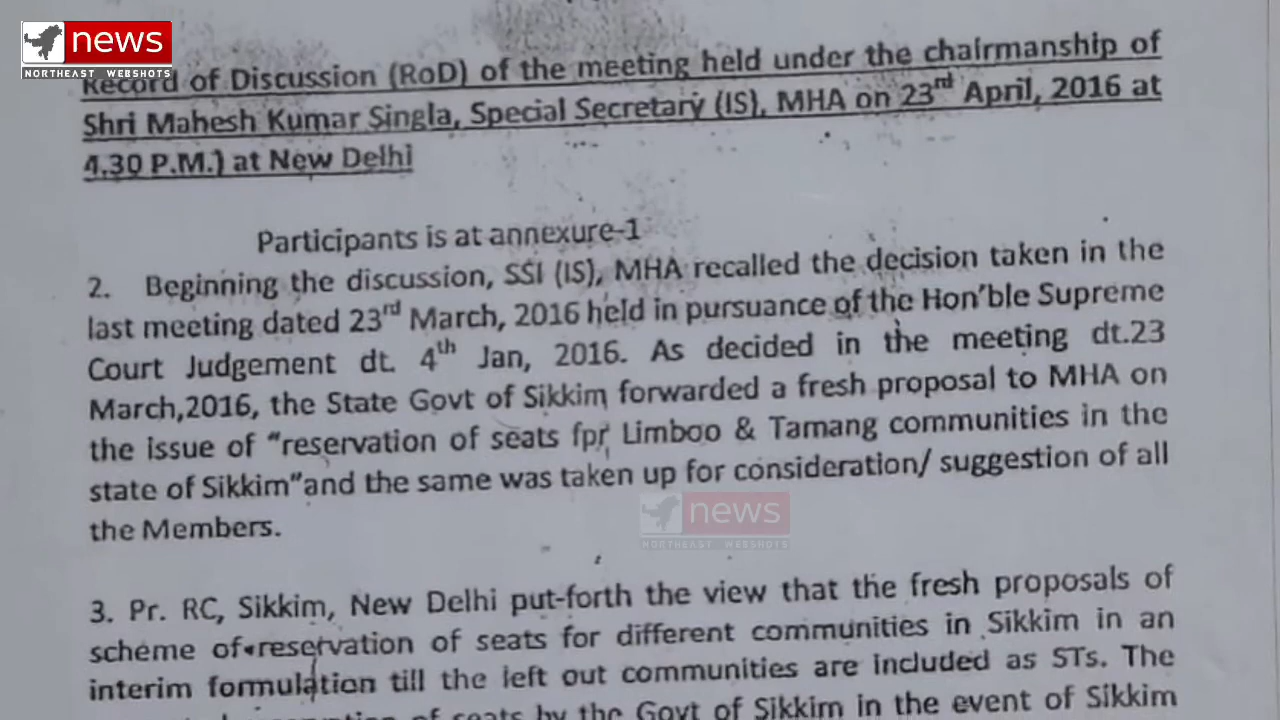 news
NORTHEAST WEBSHOTS
Record of Discussion (RoD) of the meeting held under the chairmanship of
Shri Mahesh Kumar Singla, Special Secretary (IS), MHA on 23rd April, 2016 at
4.30 P.M.) at New Delhi
Participants is at annexure-1
2. Beginning the discussion, SSI (IS), MHA recalled the decision taken in the
last meeting dated 23rd March, 2016 held in pursuance of the Hon'ble Supreme
Court Judgement dt. 4th Jan, 2016. As decided in the meeting dt.23
March,2016, the State Govt of Sikkim forwarded a fresh proposal to MHA on
the issue of "reservation of seats fpr Limboo & Tamang communities in the
state of Sikkim"and the same was taken up for consideration/ suggestion of all
the Members.
news
NORTHEAST WEBSHOTS
3. Pr. RC, Sikkim, New Delhi put-forth the view that the fresh proposals of
scheme of reservation of seats for different communities in Sikkim in an
interim formulation till the left out communities are included as STs. The
of seats by the Govt of Sikkim in the event of Sikkim